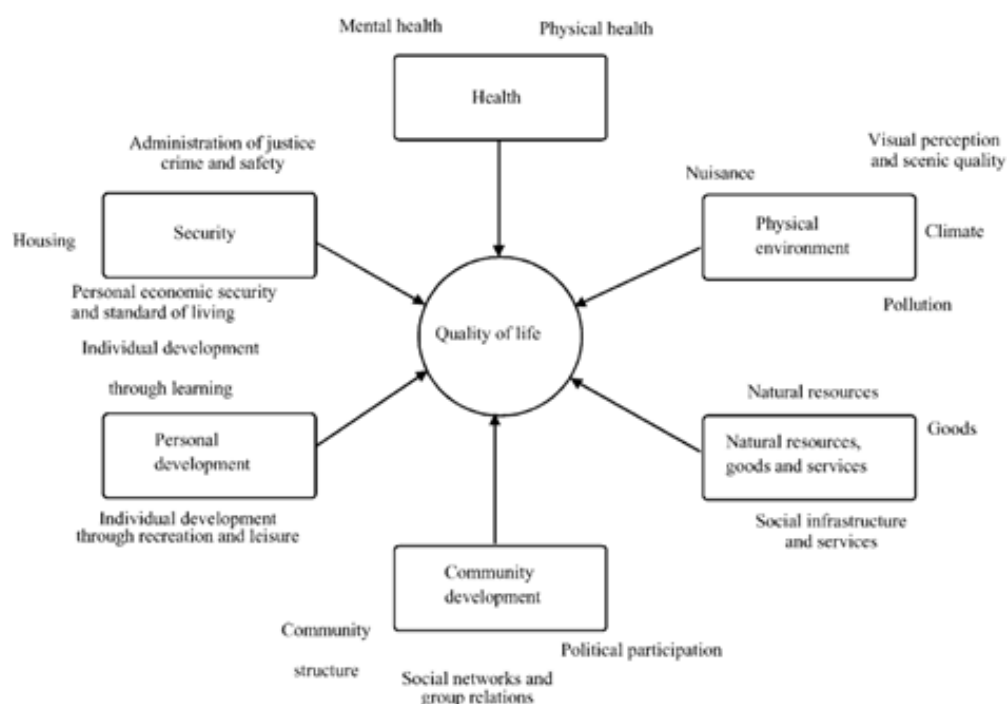 Mental health
Physical health
Health
Administration of justice
crime and safety
Visual perception
and scenic quality
Nuisance
Housing
Security
Physical
environment
Climate
Personal economic security
and standard of living
Pollution
Quality of life
Individual development
through learning
Natural resources
Goods
Personal
development
Natural resources,
goods and services
Individual development
through recreation and leisure
Social infrastructure
and services
Community
development
Community
structure
Political participation
Social networks and
group relations